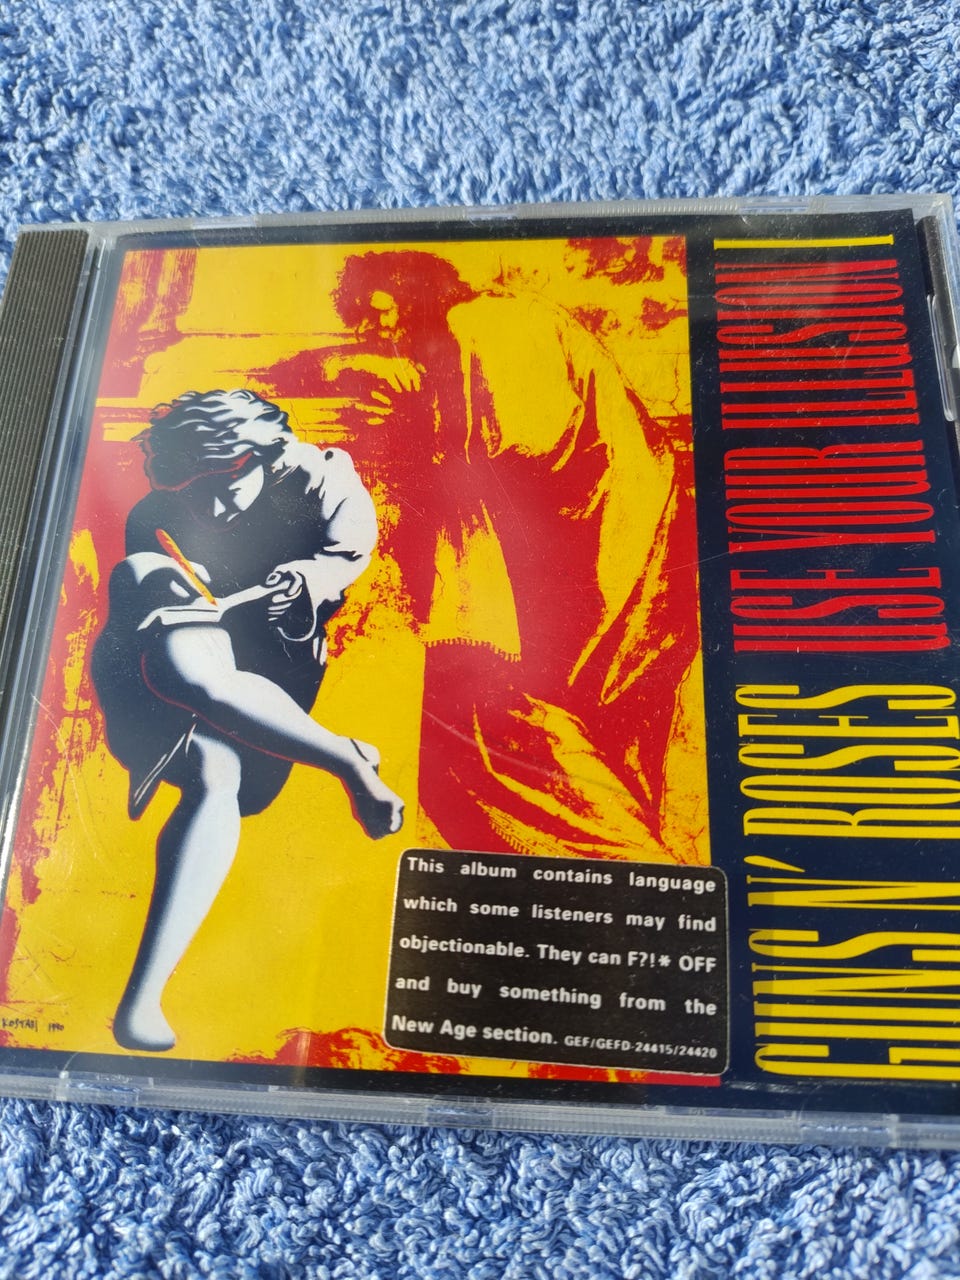 GUNS N' ROSES USE YOUR ILLUSION I
This album contains language
which some listeners may find
objectionable. They can F?!* OFF
and buy something from the
New Age section. GEF/GEFD-24415/24420
KOSTABI 1990